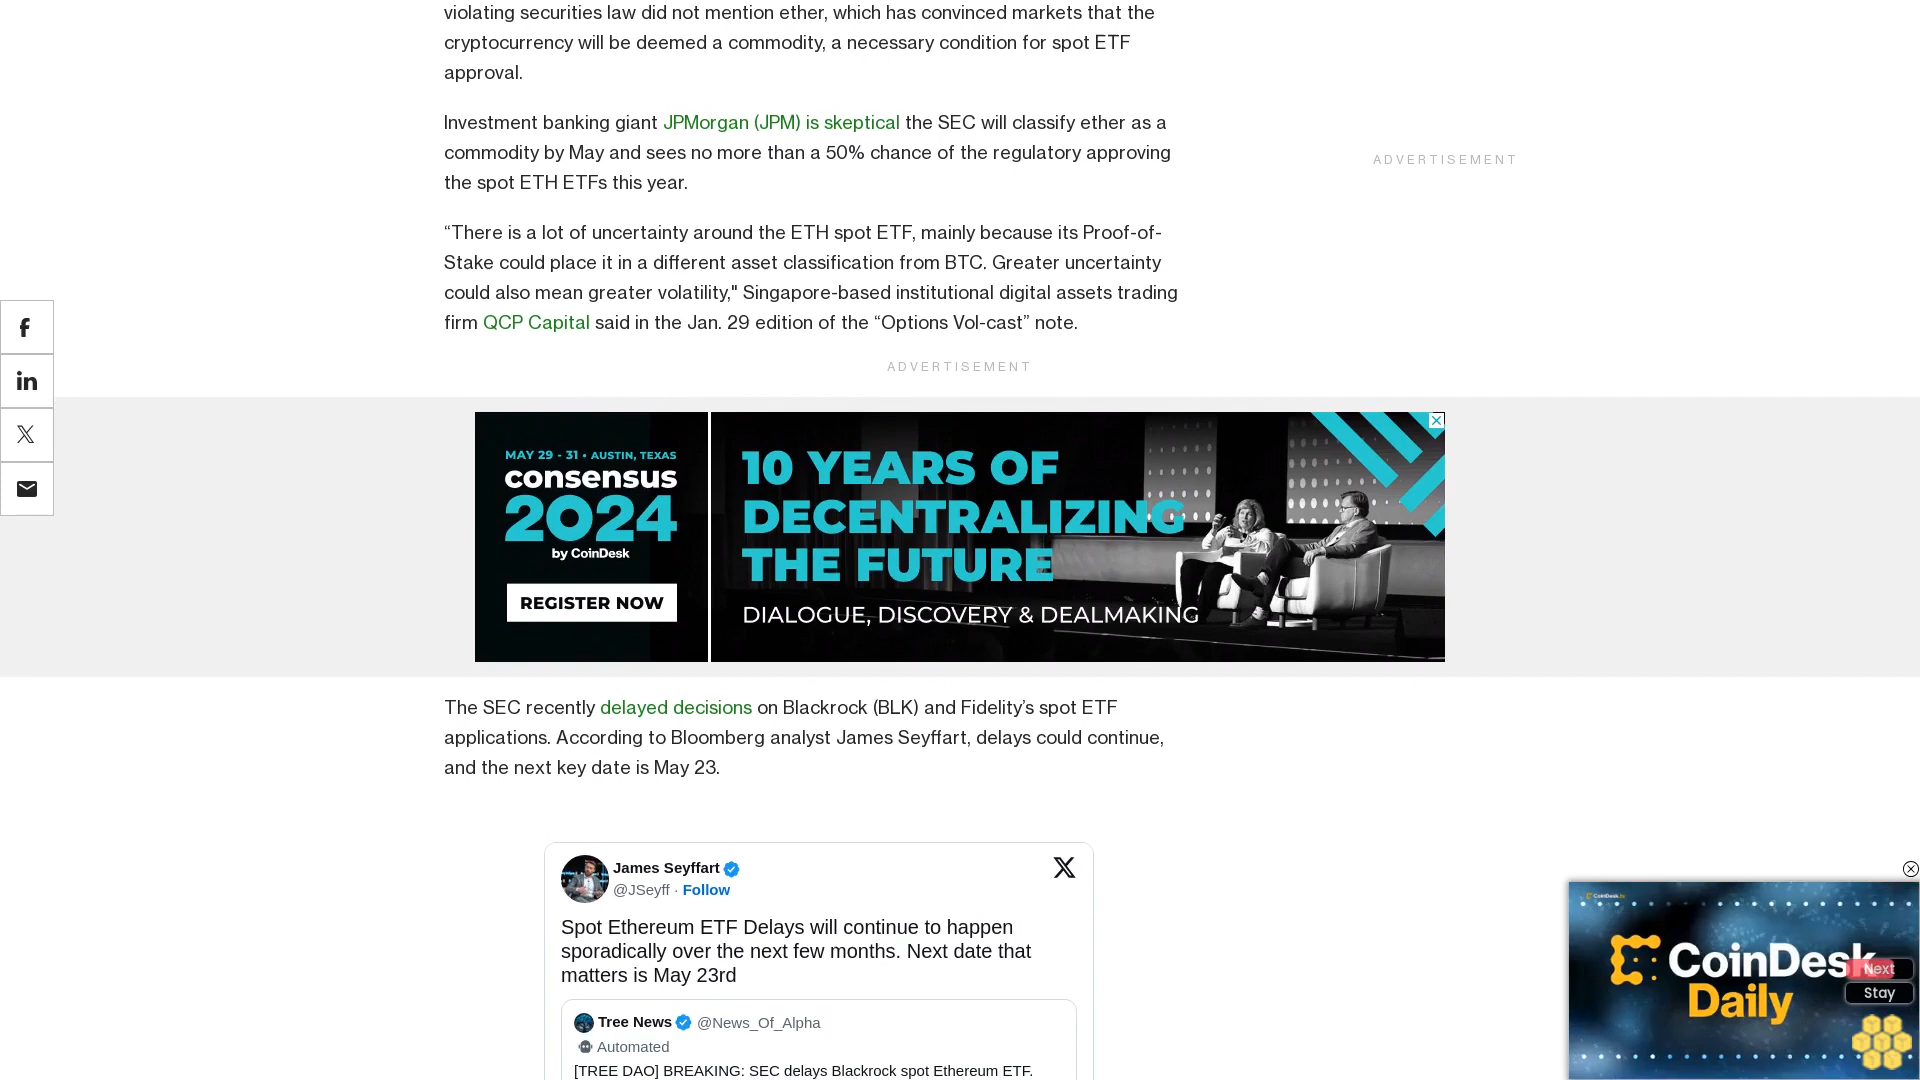 violating securities law did not mention ether, which has convinced markets that the
cryptocurrency will be deemed a commodity, a necessary condition for spot ETF
approval.
Investment banking giant JPMorgan (JPM) is skeptical the SEC will classify ether as a
commodity by May and sees no more than a 50% chance of the regulatory approving
the spot ETH ETFs this year.
ADVERTISEMENT
“There is a lot of uncertainty around the ETH spot ETF, mainly because its Proof-of-
Stake could place it in a different asset classification from BTC. Greater uncertainty
could also mean greater volatility," Singapore-based institutional digital assets trading
firm QCP Capital said in the Jan. 29 edition of the “Options Vol-cast” note.
ADVERTISEMENT
MAY 29 - 31 • AUSTIN, TEXAS
consensus
2024
by CoinDesk
REGISTER NOW
10 YEARS OF
DECENTRALIZING
THE FUTURE
DIALOGUE, DISCOVERY & DEALMAKING
The SEC recently delayed decisions on Blackrock (BLK) and Fidelity’s spot ETF
applications. According to Bloomberg analyst James Seyffart, delays could continue,
and the next key date is May 23.
James Seyffart
@JSeyff · Follow
Spot Ethereum ETF Delays will continue to happen
sporadically over the next few months. Next date that
matters is May 23rd
Tree News @News_Of_Alpha
Automated
[TREE DAO] BREAKING: SEC delays Blackrock spot Ethereum ETF.
CoinDesk
Daily
Next
Stay